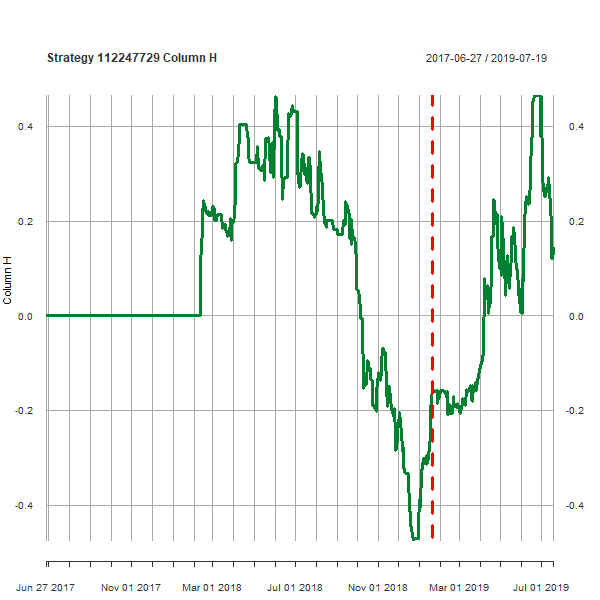 Strategy 112247729 Column H
2017-06-27 / 2019-07-19
0.4 0.4
0.2 0.2
0.0 0.0
-0.2 -0.2
-0.4 -0.4
Column H
Jun 27 2017 Nov 01 2017 Mar 01 2018 Jul 01 2018 Nov 01 2018 Mar 01 2019 Jul 01 2019